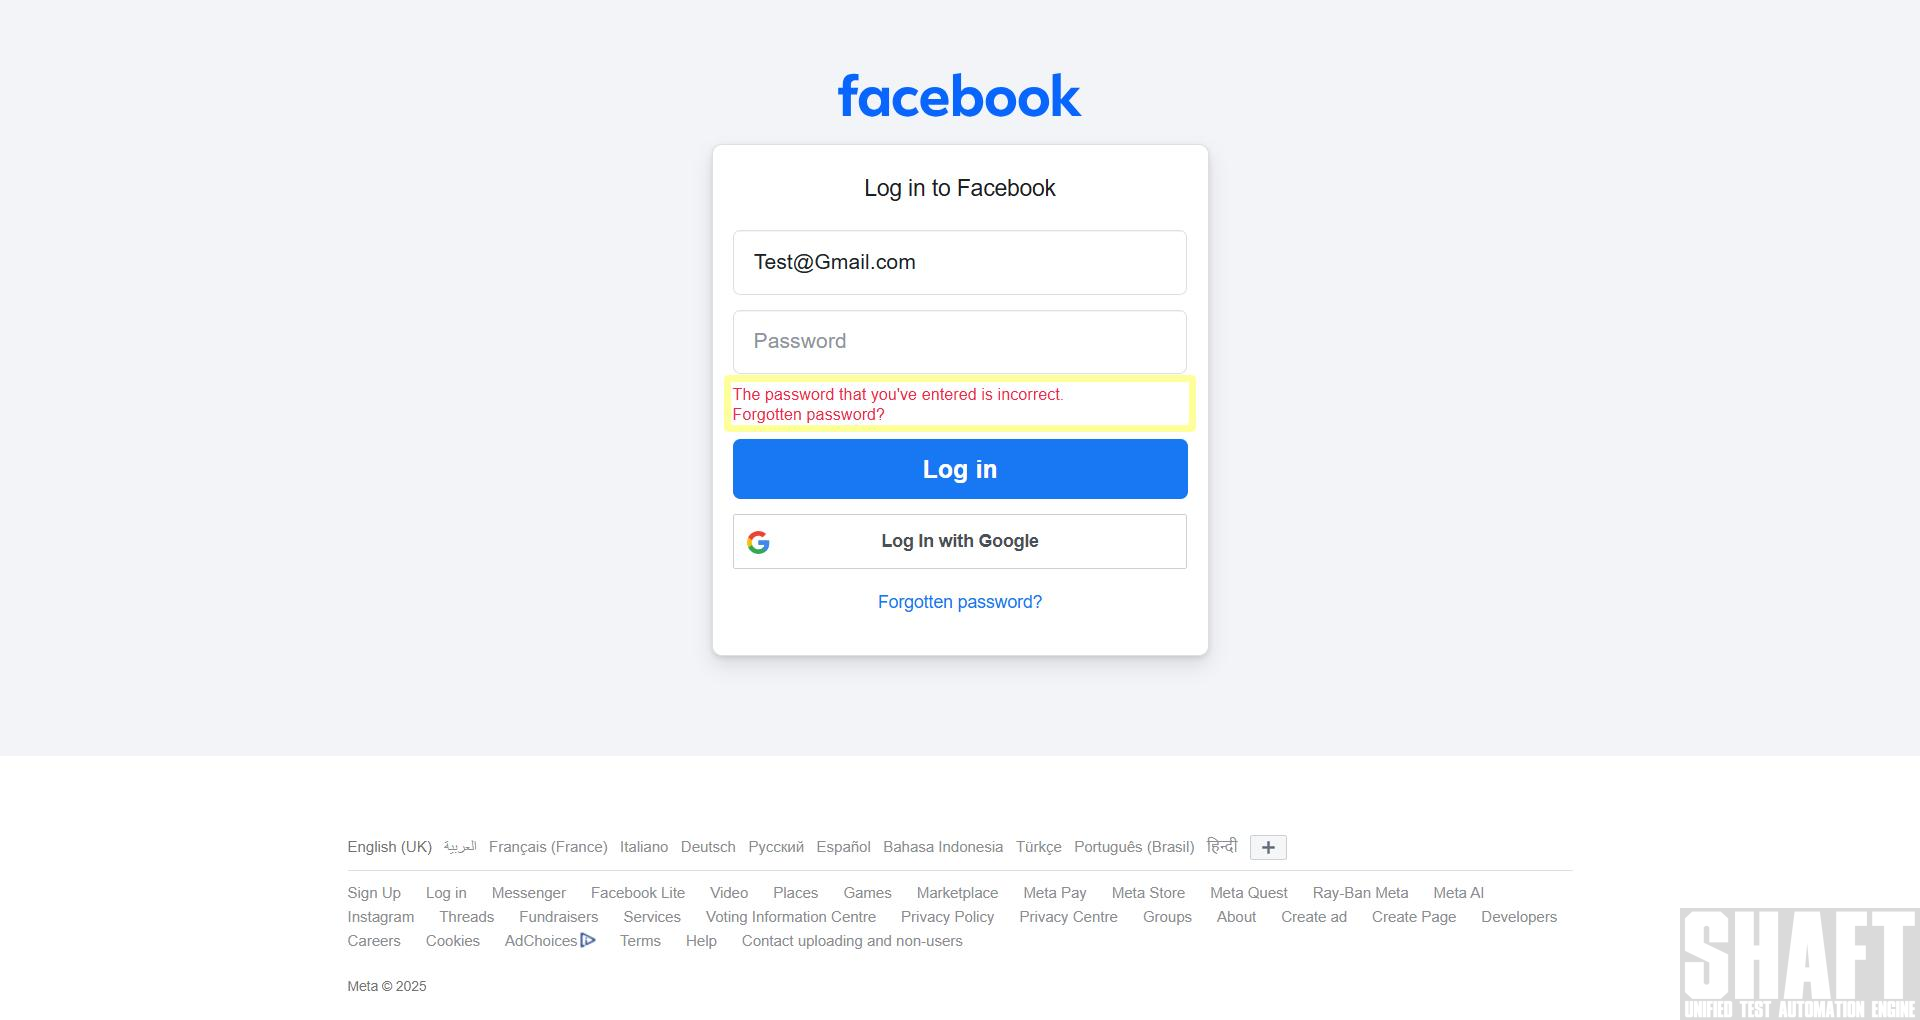 facebook
Log in to Facebook
Test@Gmail.com
Password
The password that you've entered is incorrect.
Forgotten password?
Log in
Log In with Google
Forgotten password?
English (UK) العربية Français (France) Italiano Deutsch Русский Español Bahasa Indonesia Türkçe Português (Brasil) हिन्दी +
Sign Up Log in Messenger Facebook Lite Video Places Games Marketplace Meta Pay Meta Store Meta Quest Ray-Ban Meta Meta AI
Instagram Threads Fundraisers Services Voting Information Centre Privacy Policy Privacy Centre Groups About Create ad Create Page Developers
Careers Cookies AdChoices Terms Help Contact uploading and non-users
Meta © 2025
SHAFT
UNIFIED TEST AUTOMATION ENGINE